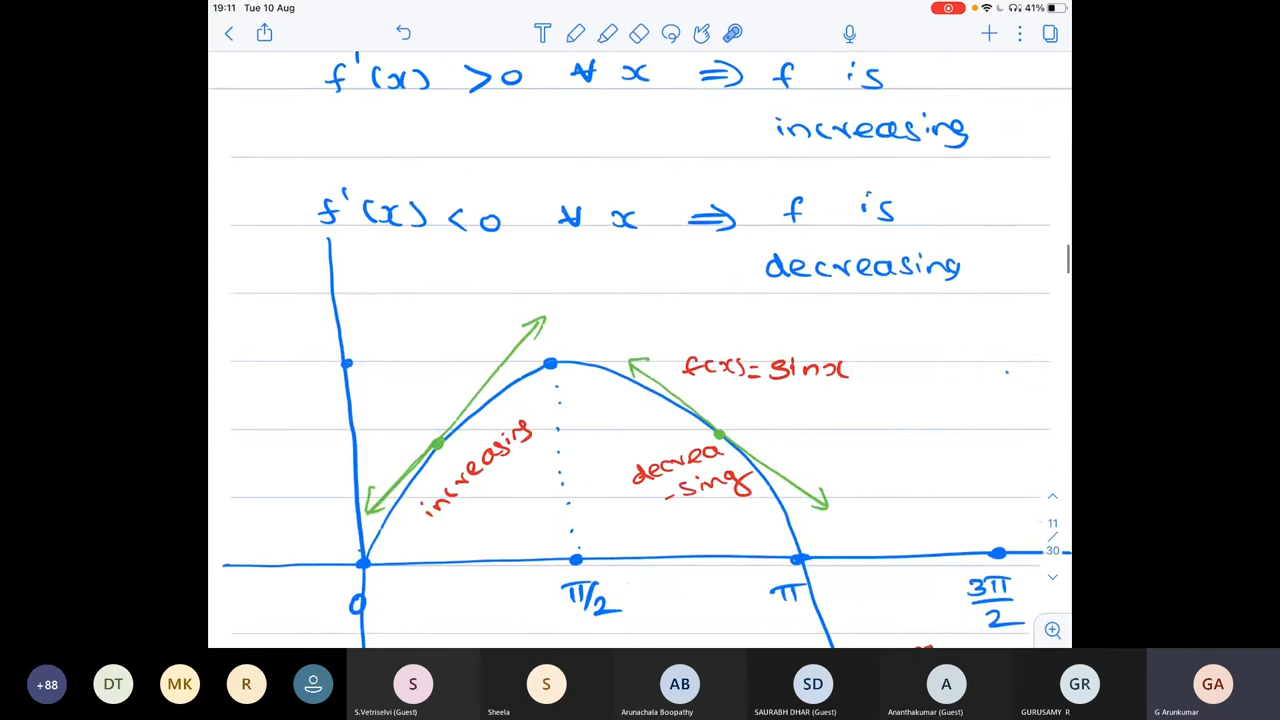 19:11 Tue 10 Aug
41%
T
f'(x) > 0 ∀ x ⇒ f is
increasing
f'(x) < 0 ∀ x ⇒ f is
decreasing
f(x) = sinx
increasing
decrea
-sing
0
π/2
π
3π/2
11
/
30
+88
DT
MK
R
S
S
AB
SD
A
GR
GA
S.Vetriselvi (Guest)
Sheela
Arunachala Boopathy
SAURABH DHAR (Guest)
Ananthakumar (Guest)
GURUSAMY R
G Arunkumar